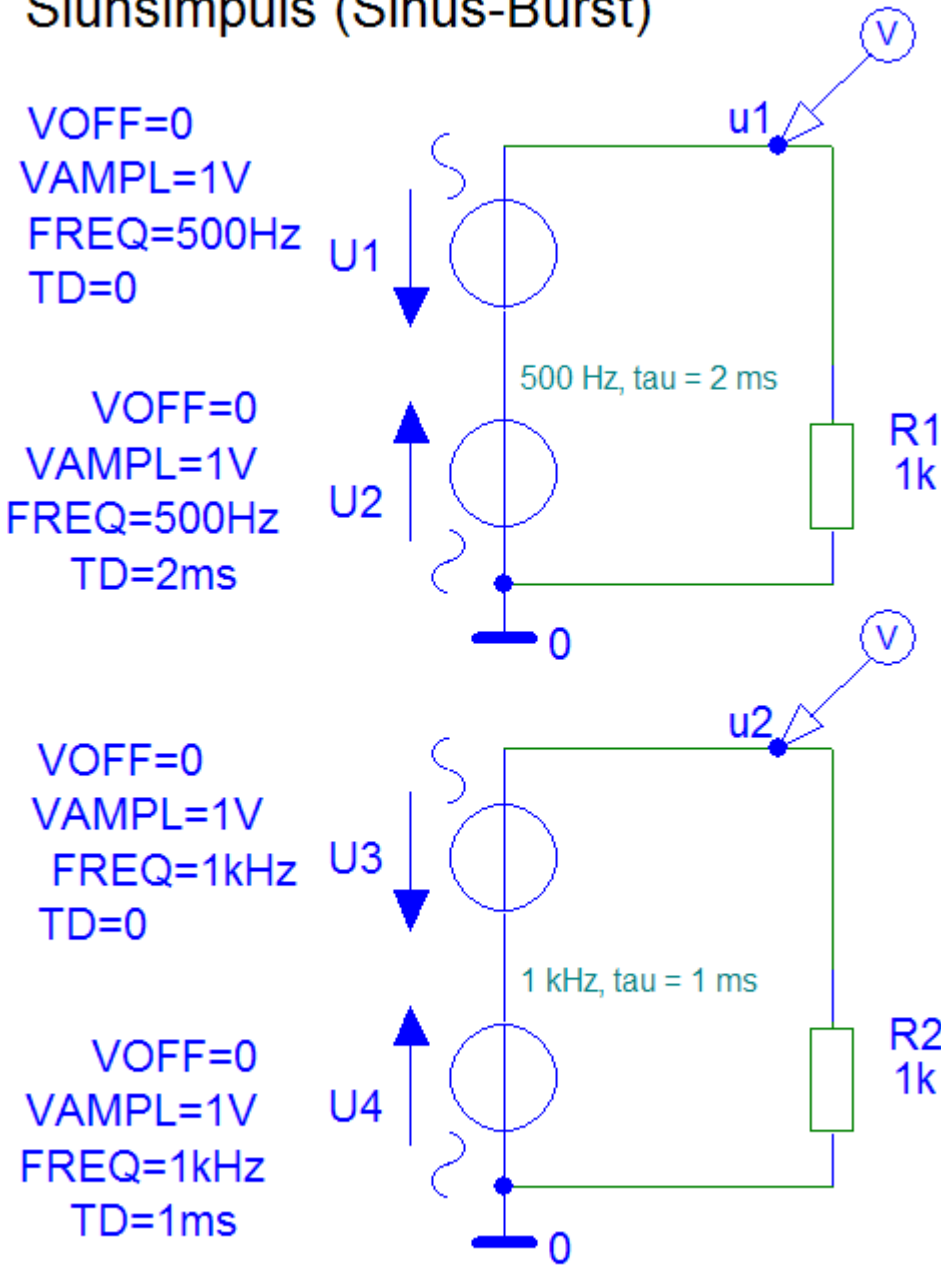 Siunsimpuls (Sinus-Burst)
V
u1
VOFF=0
VAMPL=1V
FREQ=500Hz
TD=0
U1
500 Hz, tau = 2 ms
VOFF=0
VAMPL=1V
FREQ=500Hz
TD=2ms
U2
R1
1k
0
V
u2
VOFF=0
VAMPL=1V
FREQ=1kHz
TD=0
U3
1 kHz, tau = 1 ms
VOFF=0
VAMPL=1V
FREQ=1kHz
TD=1ms
U4
R2
1k
0